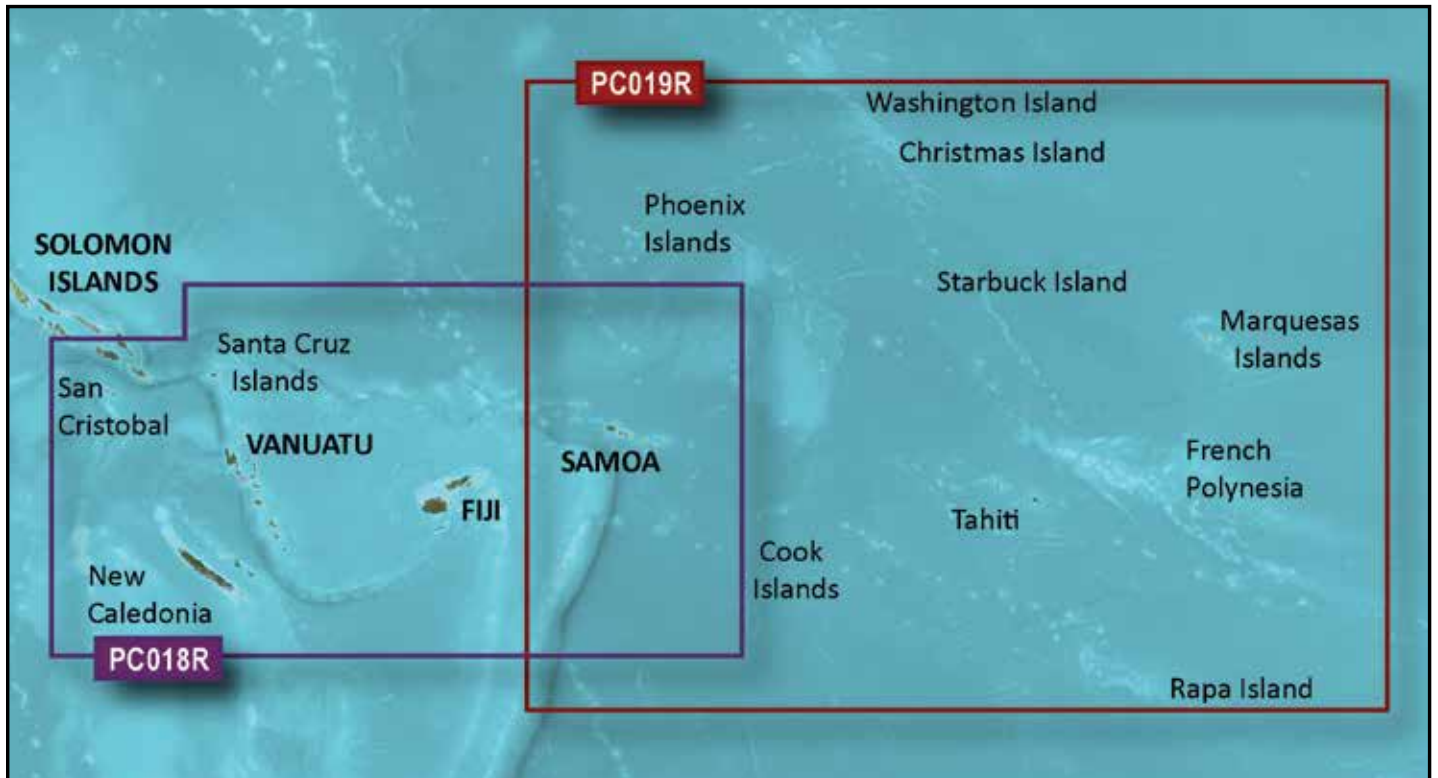 PC019R
Washington Island
Christmas Island
Phoenix
Islands
SOLOMON
ISLANDS
Starbuck Island
Marquesas
Islands
Santa Cruz
Islands
San
Cristobal
VANUATU
SAMOA
French
Polynesia
FIJI
Tahiti
Cook
Islands
New
Caledonia
PC018R
Rapa Island